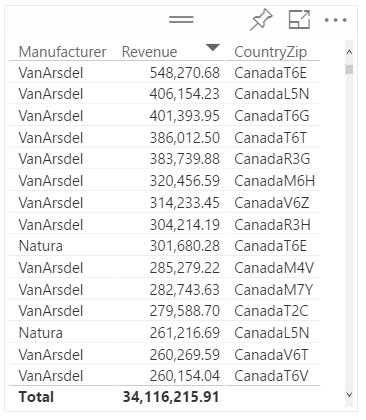 Manufacturer Revenue CountryZip
VanArsdel 548,270.68 CanadaT6E
VanArsdel 406,154.23 CanadaL5N
VanArsdel 401,393.95 CanadaT6G
VanArsdel 386,012.50 CanadaT6T
VanArsdel 383,739.88 CanadaR3G
VanArsdel 320,456.59 CanadaM6H
VanArsdel 314,233.45 CanadaV6Z
VanArsdel 304,214.19 CanadaR3H
Natura 301,680.28 CanadaT6E
VanArsdel 285,279.22 CanadaM4V
VanArsdel 282,743.63 CanadaM7Y
VanArsdel 279,588.70 CanadaT2C
Natura 261,216.69 CanadaL5N
VanArsdel 260,269.59 CanadaV6T
VanArsdel 260,154.04 CanadaT6V
Total 34,116,215.91